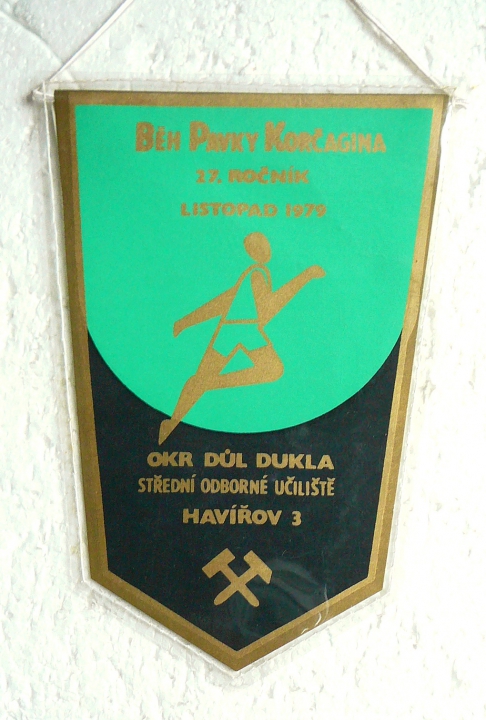 BĚH PAVKY KORČAGINA
27. ROČNÍK
LISTOPAD 1979
OKR DŮL DUKLA
STŘEDNÍ ODBORNÉ UČILIŠTĚ
HAVÍŘOV 3